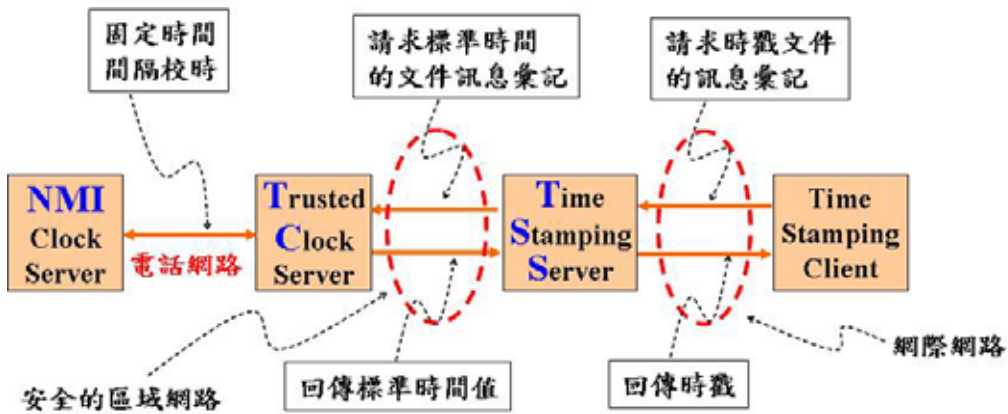 固定時間
間隔校時
請求標準時間
的文件訊息彙記
請求時戳文件
的訊息彙記
NMI
Clock
Server
電話網路
Trusted
Clock
Server
Time
Stamping
Server
Time
Stamping
Client
安全的區域網路
回傳標準時間值
回傳時戳
網際網路